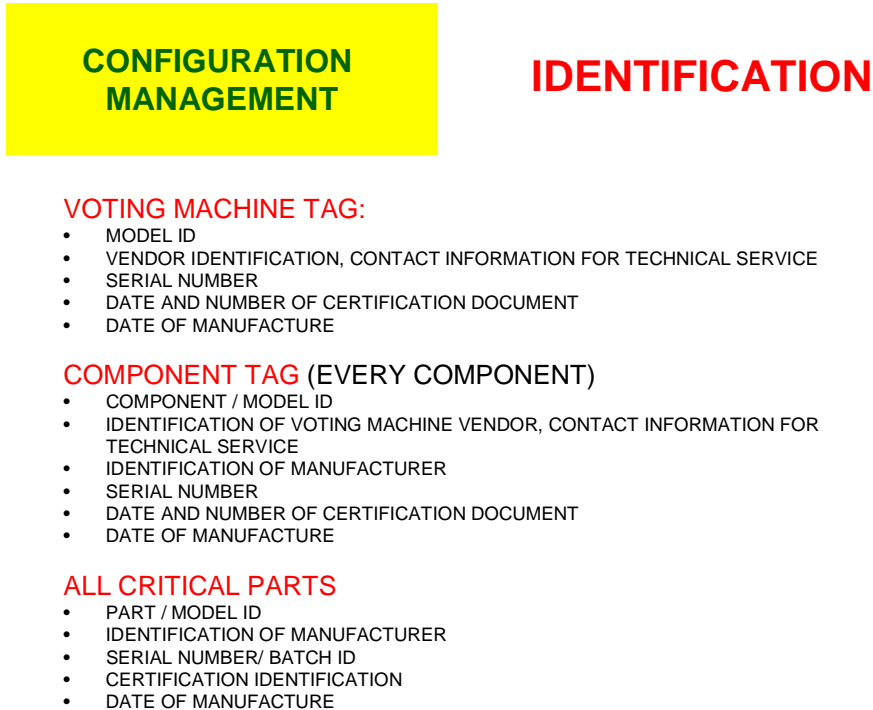 CONFIGURATION
MANAGEMENT
IDENTIFICATION
VOTING MACHINE TAG:
• MODEL ID
• VENDOR IDENTIFICATION, CONTACT INFORMATION FOR TECHNICAL SERVICE
• SERIAL NUMBER
• DATE AND NUMBER OF CERTIFICATION DOCUMENT
• DATE OF MANUFACTURE
COMPONENT TAG (EVERY COMPONENT)
• COMPONENT / MODEL ID
• IDENTIFICATION OF VOTING MACHINE VENDOR, CONTACT INFORMATION FOR
TECHNICAL SERVICE
• IDENTIFICATION OF MANUFACTURER
• SERIAL NUMBER
• DATE AND NUMBER OF CERTIFICATION DOCUMENT
• DATE OF MANUFACTURE
ALL CRITICAL PARTS
• PART / MODEL ID
• IDENTIFICATION OF MANUFACTURER
• SERIAL NUMBER/ BATCH ID
• CERTIFICATION IDENTIFICATION
• DATE OF MANUFACTURE